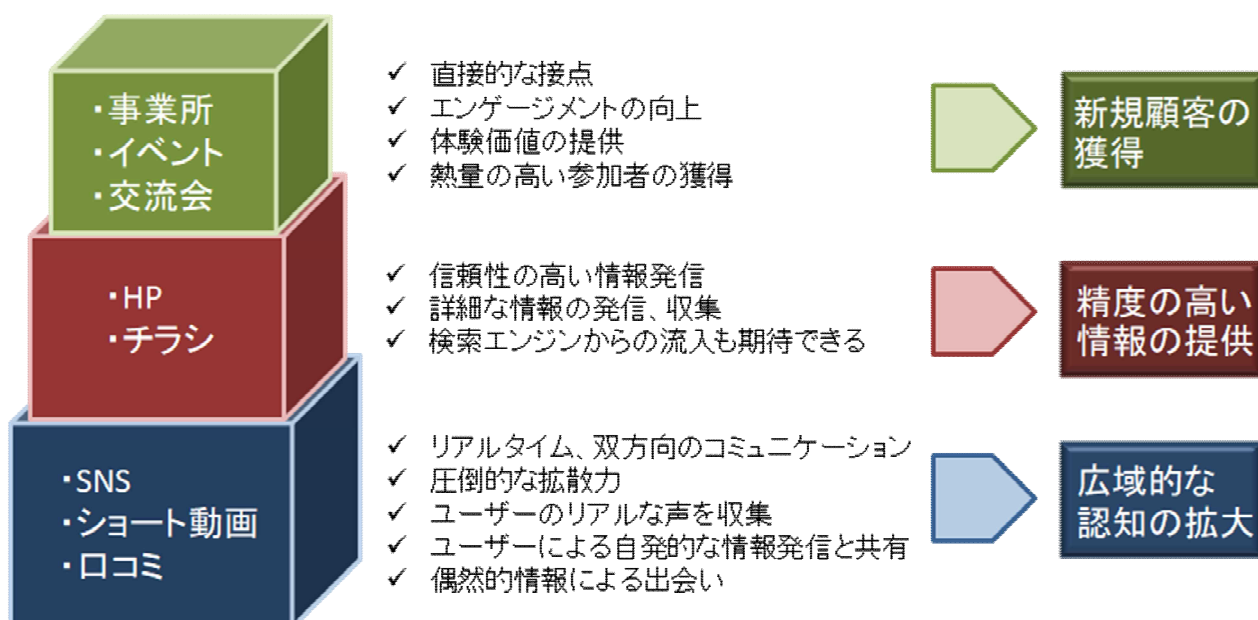 ・事業所
・イベント
・交流会
✓ 直接的な接点
✓ エンゲージメントの向上
✓ 体験価値の提供
✓ 熱量の高い参加者の獲得
新規顧客の
獲得
・HP
・チラシ
✓ 信頼性の高い情報発信
✓ 詳細な情報の発信、収集
✓ 検索エンジンからの流入も期待できる
精度の高い
情報の提供
・SNS
・ショート動画
・口コミ
✓ リアルタイム、双方向のコミュニケーション
✓ 圧倒的な拡散力
✓ ユーザーのリアルな声を収集
✓ ユーザーによる自発的な情報発信と共有
✓ 偶然的情報による出会い
広域的な
認知の拡大